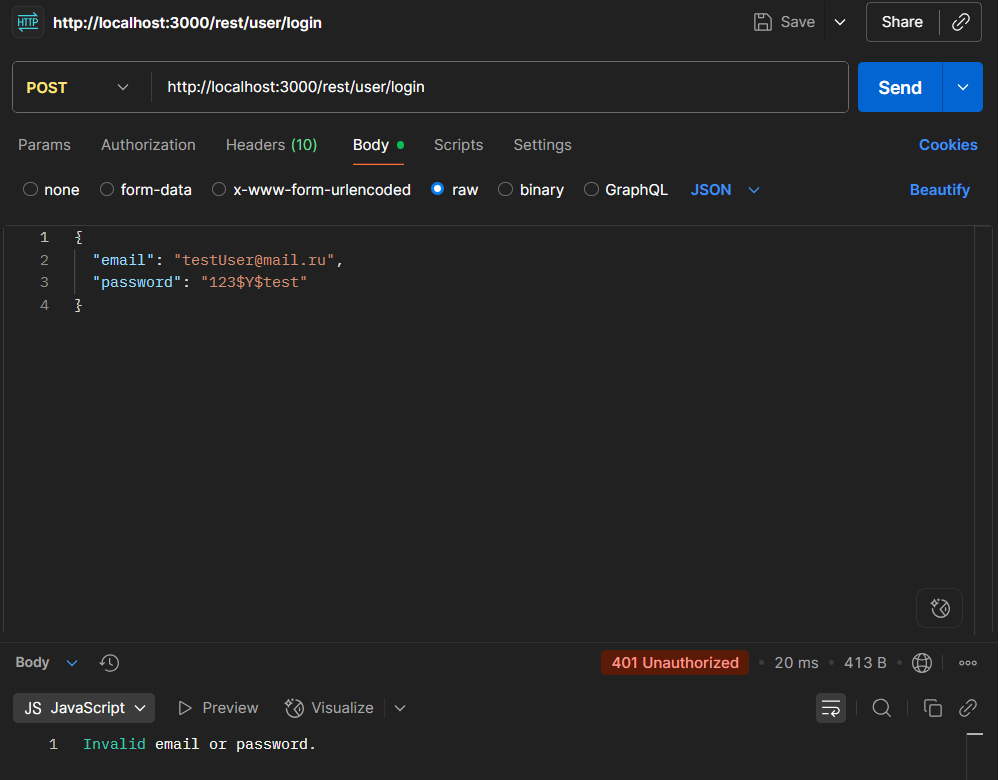 HTTP http://localhost:3000/rest/user/login Save Share
POST http://localhost:3000/rest/user/login Send
Params Authorization Headers (10) Body Scripts Settings Cookies
none form-data x-www-form-urlencoded raw binary GraphQL JSON Beautify
1 {
2 "email": "testUser@mail.ru",
3 "password": "123$Y$test"
4 }
Body 401 Unauthorized 20 ms 413 B
JS JavaScript Preview Visualize
1 Invalid email or password.